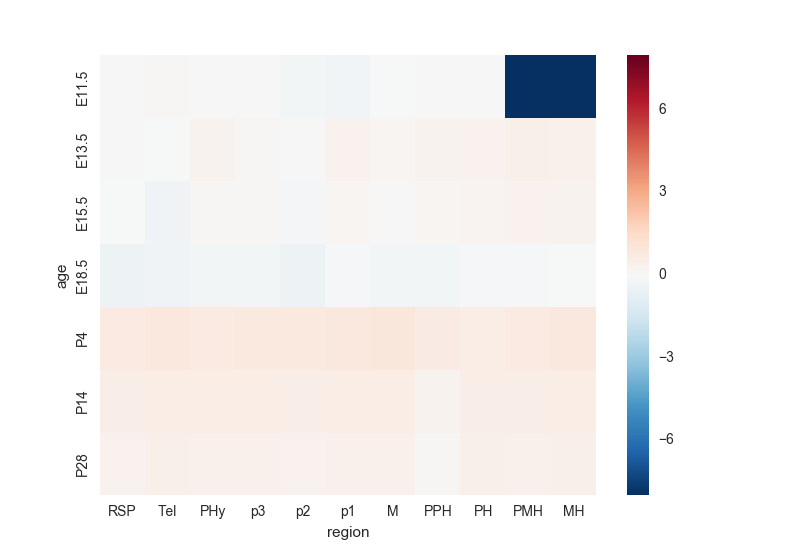 E11.5
E13.5
E15.5
E18.5
P4
P14
P28
age
RSP Tel PHy p3 p2 p1 M PPH PH PMH MH
region
6
3
0
−3
−6